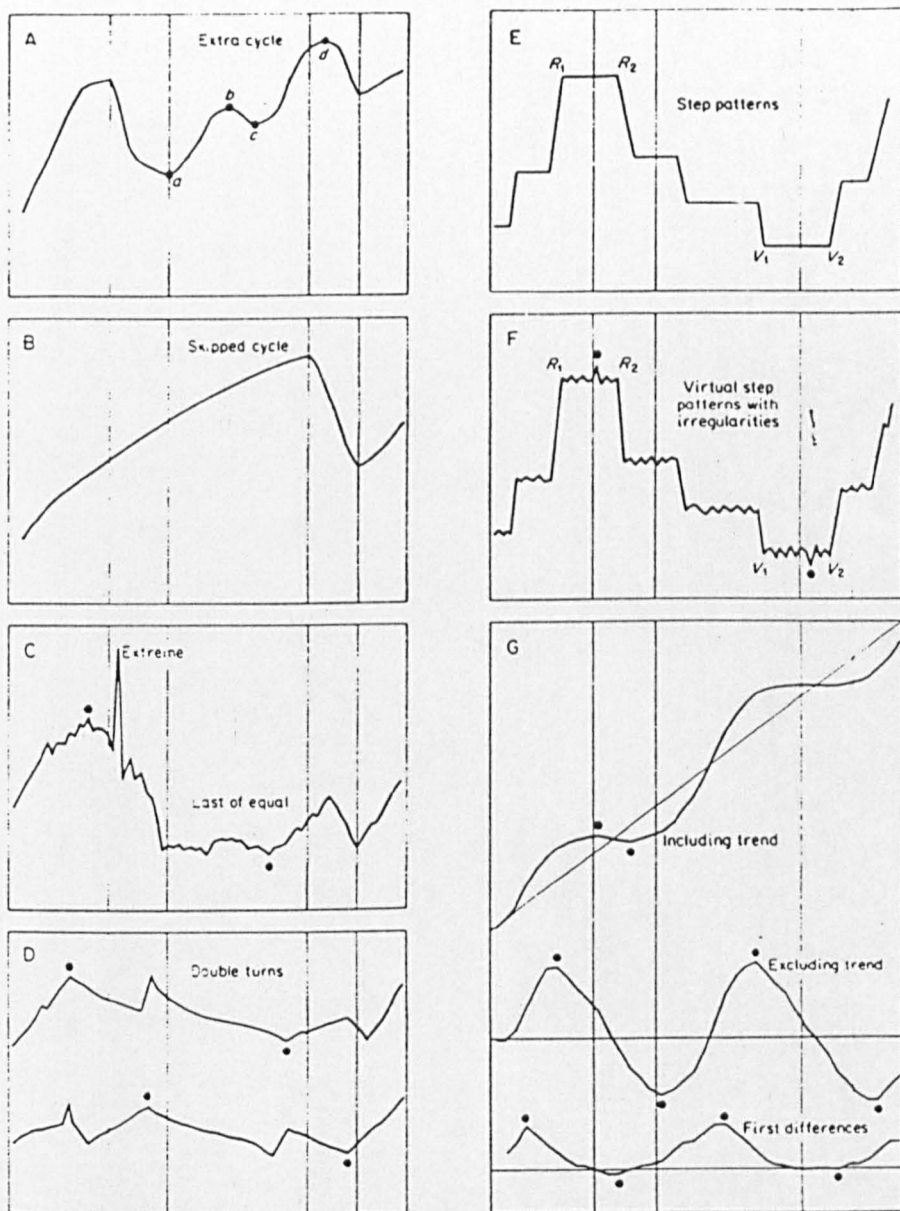 A
Extra cycle
b
c
d
a
B
Skipped cycle
C
Extreme
Last of equal
D
Double turns
E
R1
R2
Step patterns
V1
V2
F
R1
R2
Virtual step
patterns with
irregularities
V1
V2
G
Including trend
Excluding trend
First differences